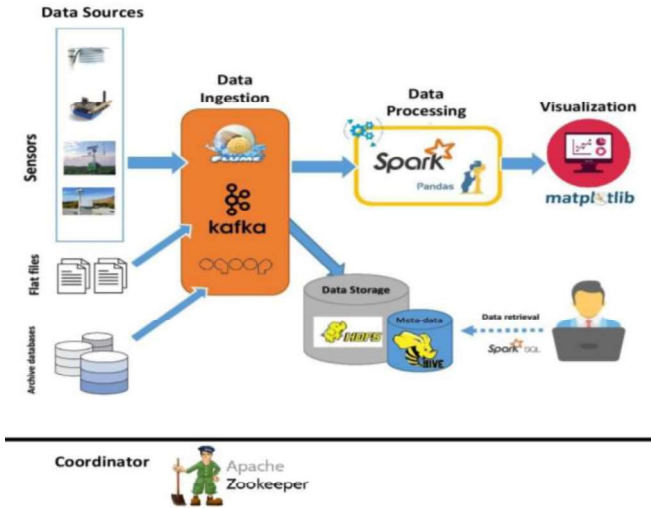 Data Sources
Sensors
Flat files
Archive databases
Data
Ingestion
FLUME
kafka
sqoop
Data
Processing
Spark
Pandas
Visualization
matplotlib
Data Storage
HDFS
Meta-data
HIVE
Data retrieval
Spark SQL
Coordinator
Apache
Zookeeper